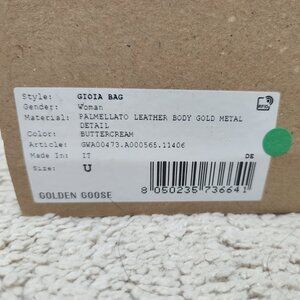 Style: GIOIA BAG
Gender: Woman
Material: PALMELLATO LEATHER BODY GOLD METAL
DETAIL
Color: BUTTERCREAM
Article: GWA00473.A000565.11406
Made In: IT DE
Size: U
8 050235 736641
GOLDEN GOOSE
RFID